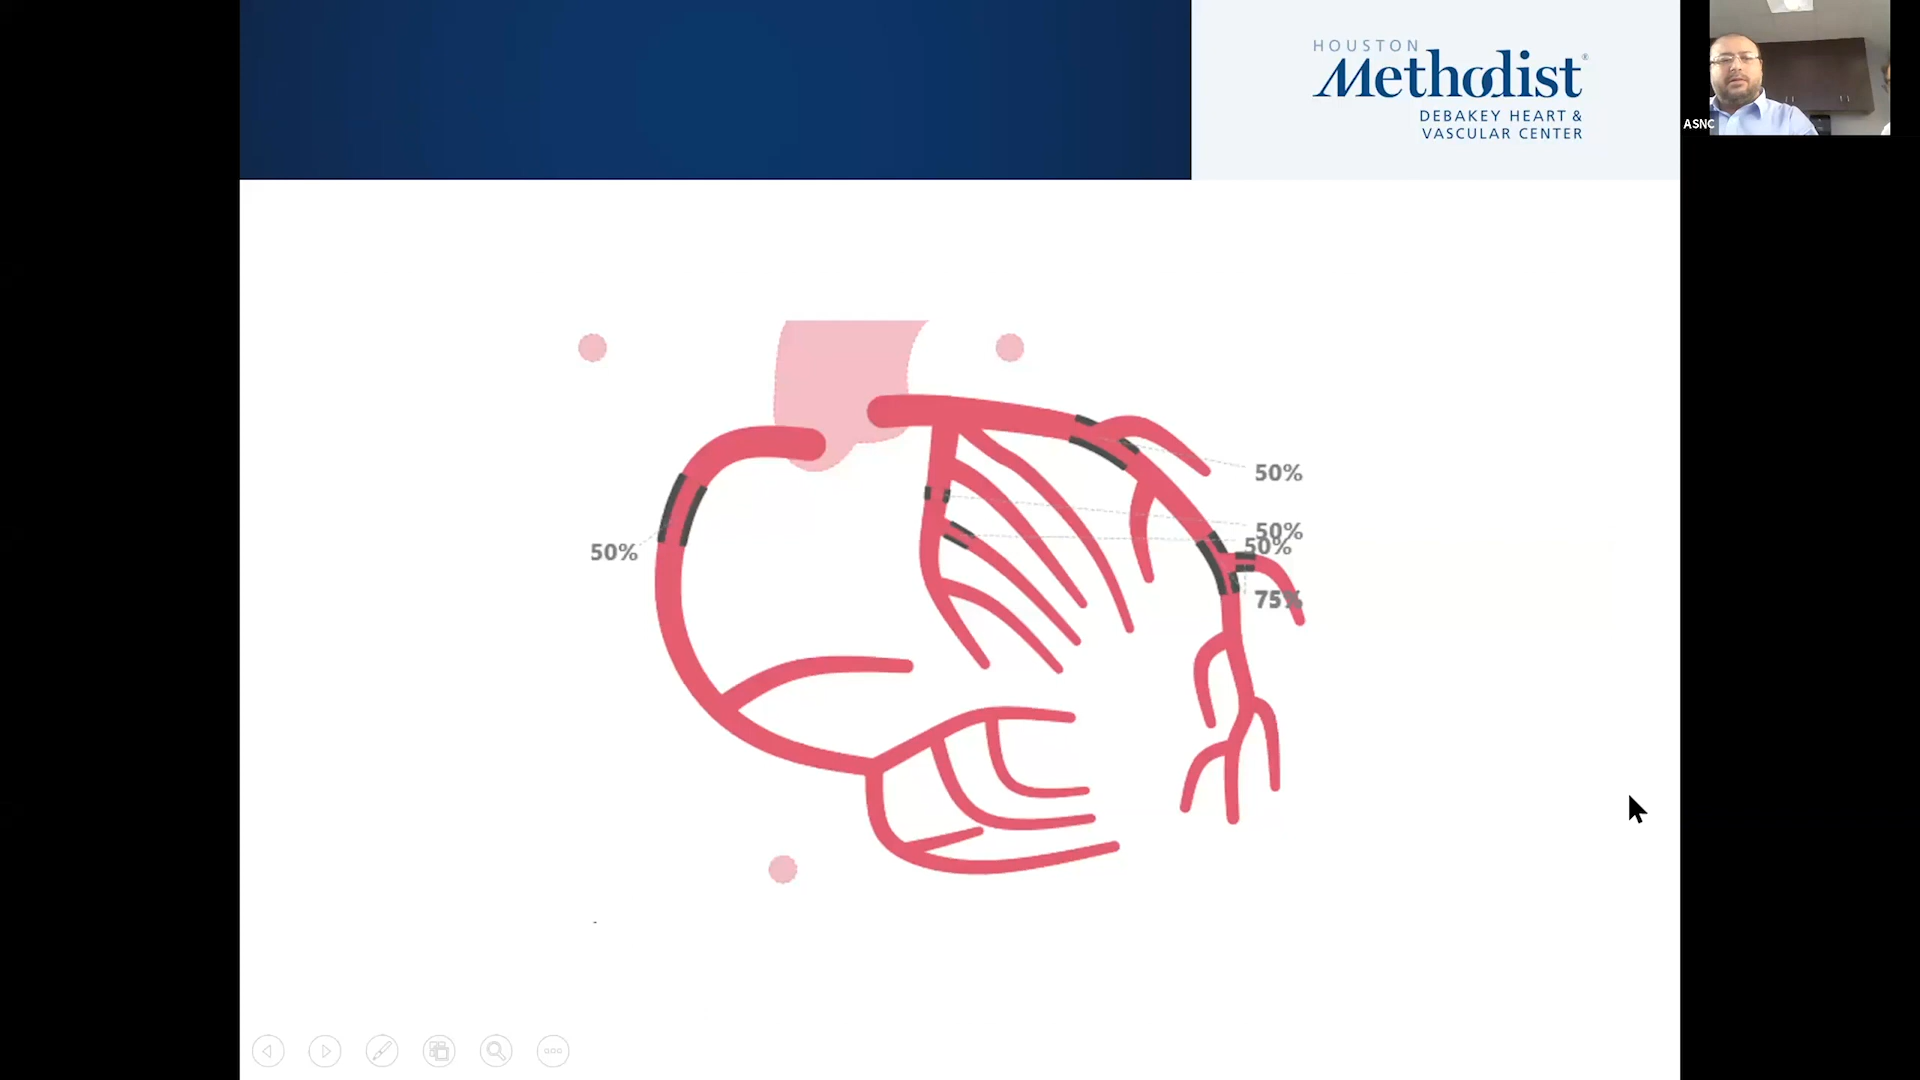 HOUSTON
Methodist®
DEBAKEY HEART &
VASCULAR CENTER
ASNC
50%
50%
50%
50%
75%